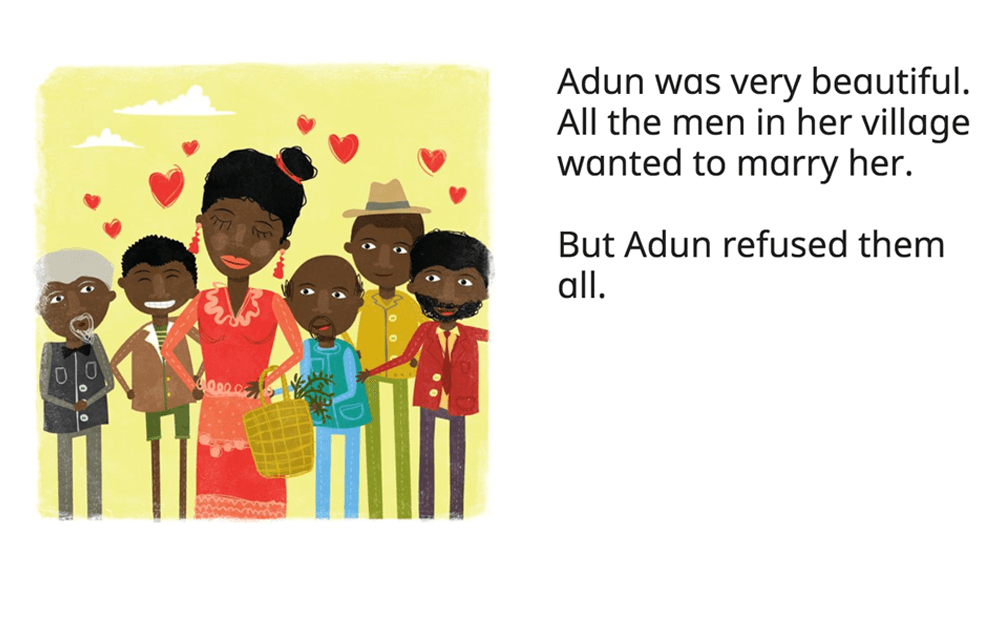 Adun was very beautiful.
All the men in her village
wanted to marry her.
But Adun refused them
all.